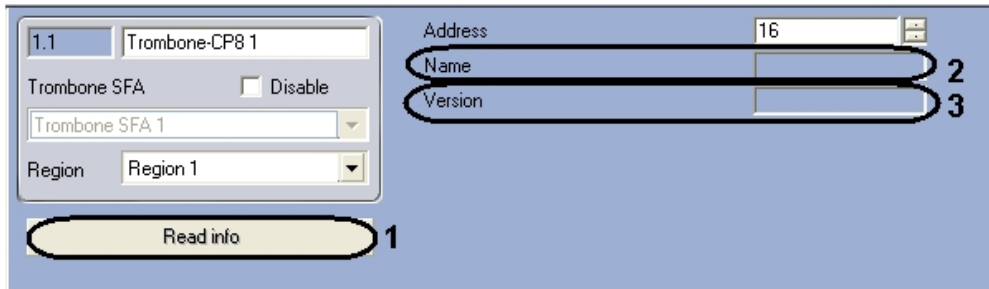 1.1 Trombone-CP8 1
Trombone SFA Disable
Trombone SFA 1
Region Region 1
Read info 1
Address 16
Name 2
Version 3